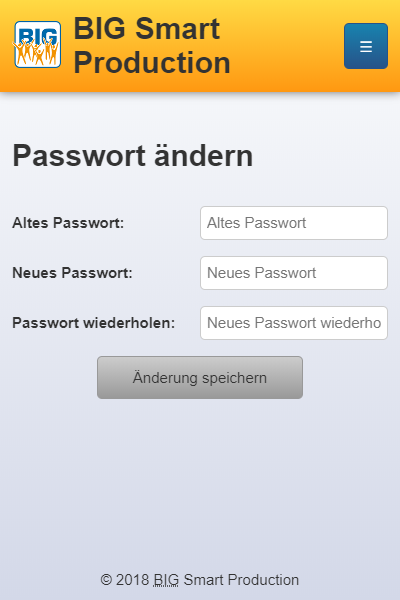 BIG
BIG Smart
Production
☰
Passwort ändern
Altes Passwort:
Altes Passwort
Neues Passwort:
Neues Passwort
Passwort wiederholen:
Neues Passwort wiederho
Änderung speichern
© 2018 BIG Smart Production